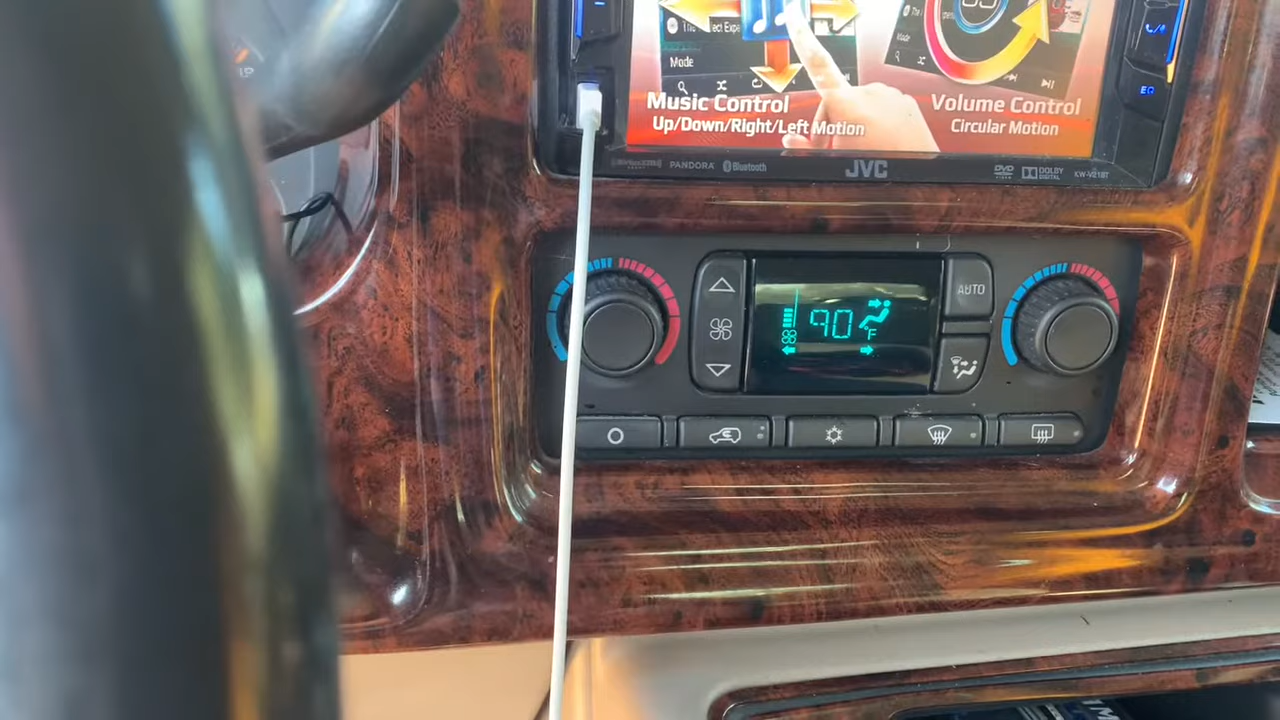 Mode
Music Control
Up/Down/Right/Left Motion
Volume Control
Circular Motion
EQ
PANDORA
Bluetooth
JVC
DVD
VIDEO
DOLBY
DIGITAL
KW-V21BT
AUTO
90
F